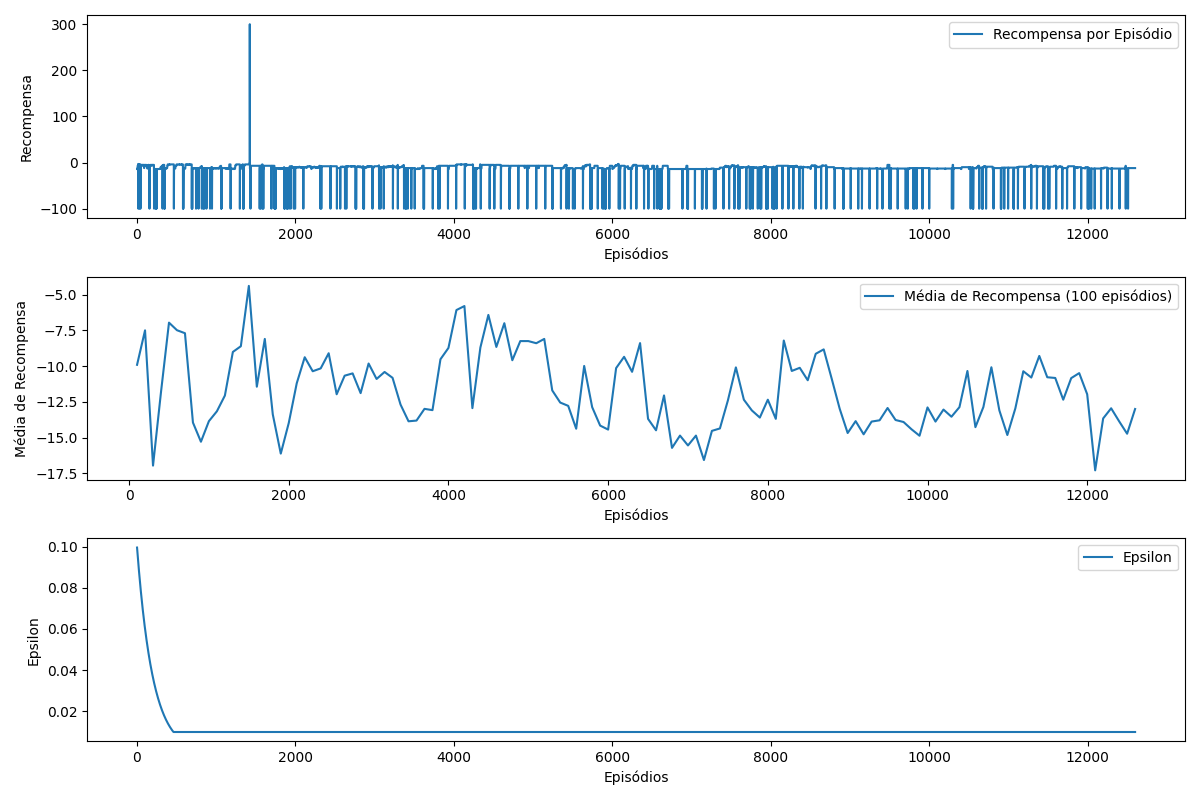 Recompensa por Episódio
Recompensa
300
200
100
0
−100
0 2000 4000 6000 8000 10000 12000
Episódios
Média de Recompensa (100 episódios)
Média de Recompensa
−5.0
−7.5
−10.0
−12.5
−15.0
−17.5
0 2000 4000 6000 8000 10000 12000
Episódios
Epsilon
Epsilon
0.10
0.08
0.06
0.04
0.02
0 2000 4000 6000 8000 10000 12000
Episódios